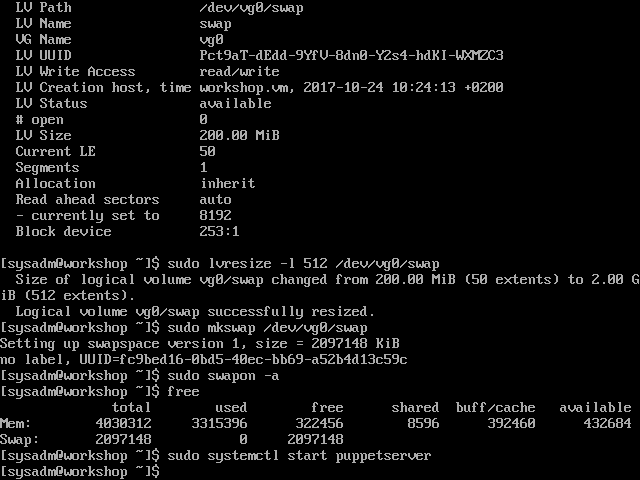 LV Path                /dev/vg0/swap
LV Name                swap
VG Name                vg0
LV UUID                Pct9aT-dEdd-9YfV-8dn0-Y2s4-hdKI-WXMZC3
LV Write Access        read/write
LV Creation host, time workshop.vm, 2017-10-24 10:24:13 +0200
LV Status              available
# open                 0
LV Size                200.00 MiB
Current LE             50
Segments               1
Allocation             inherit
Read ahead sectors     auto
- currently set to     8192
Block device           253:1
[sysadm@workshop ~]$ sudo lvresize -l 512 /dev/vg0/swap
Size of logical volume vg0/swap changed from 200.00 MiB (50 extents) to 2.00 G
iB (512 extents).
Logical volume vg0/swap successfully resized.
[sysadm@workshop ~]$ sudo mkswap /dev/vg0/swap
Setting up swapspace version 1, size = 2097148 KiB
no label, UUID=fc9bed16-0bd5-40ec-bb69-a52b4d13c59c
[sysadm@workshop ~]$ sudo swapon -a
[sysadm@workshop ~]$ free
total        used        free      shared  buff/cache   available
Mem:        4030312     3315396      322456        8596      392460      432684
Swap:       2097148           0     2097148
[sysadm@workshop ~]$ sudo systemctl start puppetserver
[sysadm@workshop ~]$